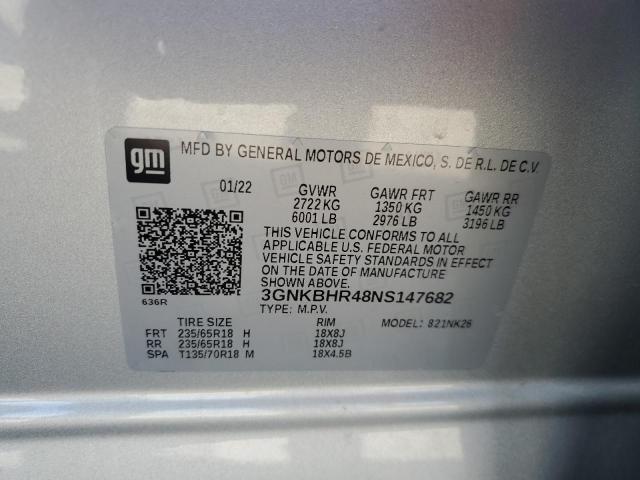 gm MFD BY GENERAL MOTORS DE MEXICO, S. DE R.L. DE C.V.
01/22 GVWR GAWR FRT GAWR RR
2722 KG 1350 KG 1450 KG
6001 LB 2976 LB 3196 LB
THIS VEHICLE CONFORMS TO ALL
APPLICABLE U.S. FEDERAL MOTOR
VEHICLE SAFETY STANDARDS IN
EFFECT ON THE DATE OF MANUFACTURE
SHOWN ABOVE.
636R 3GNKBHR48NS147682
TYPE: M.P.V.
TIRE SIZE RIM MODEL: 821NK26
FRT 235/65R18 H 18X8J
RR 235/65R18 H 18X8J
SPA T135/70R18 M 18X4.5B